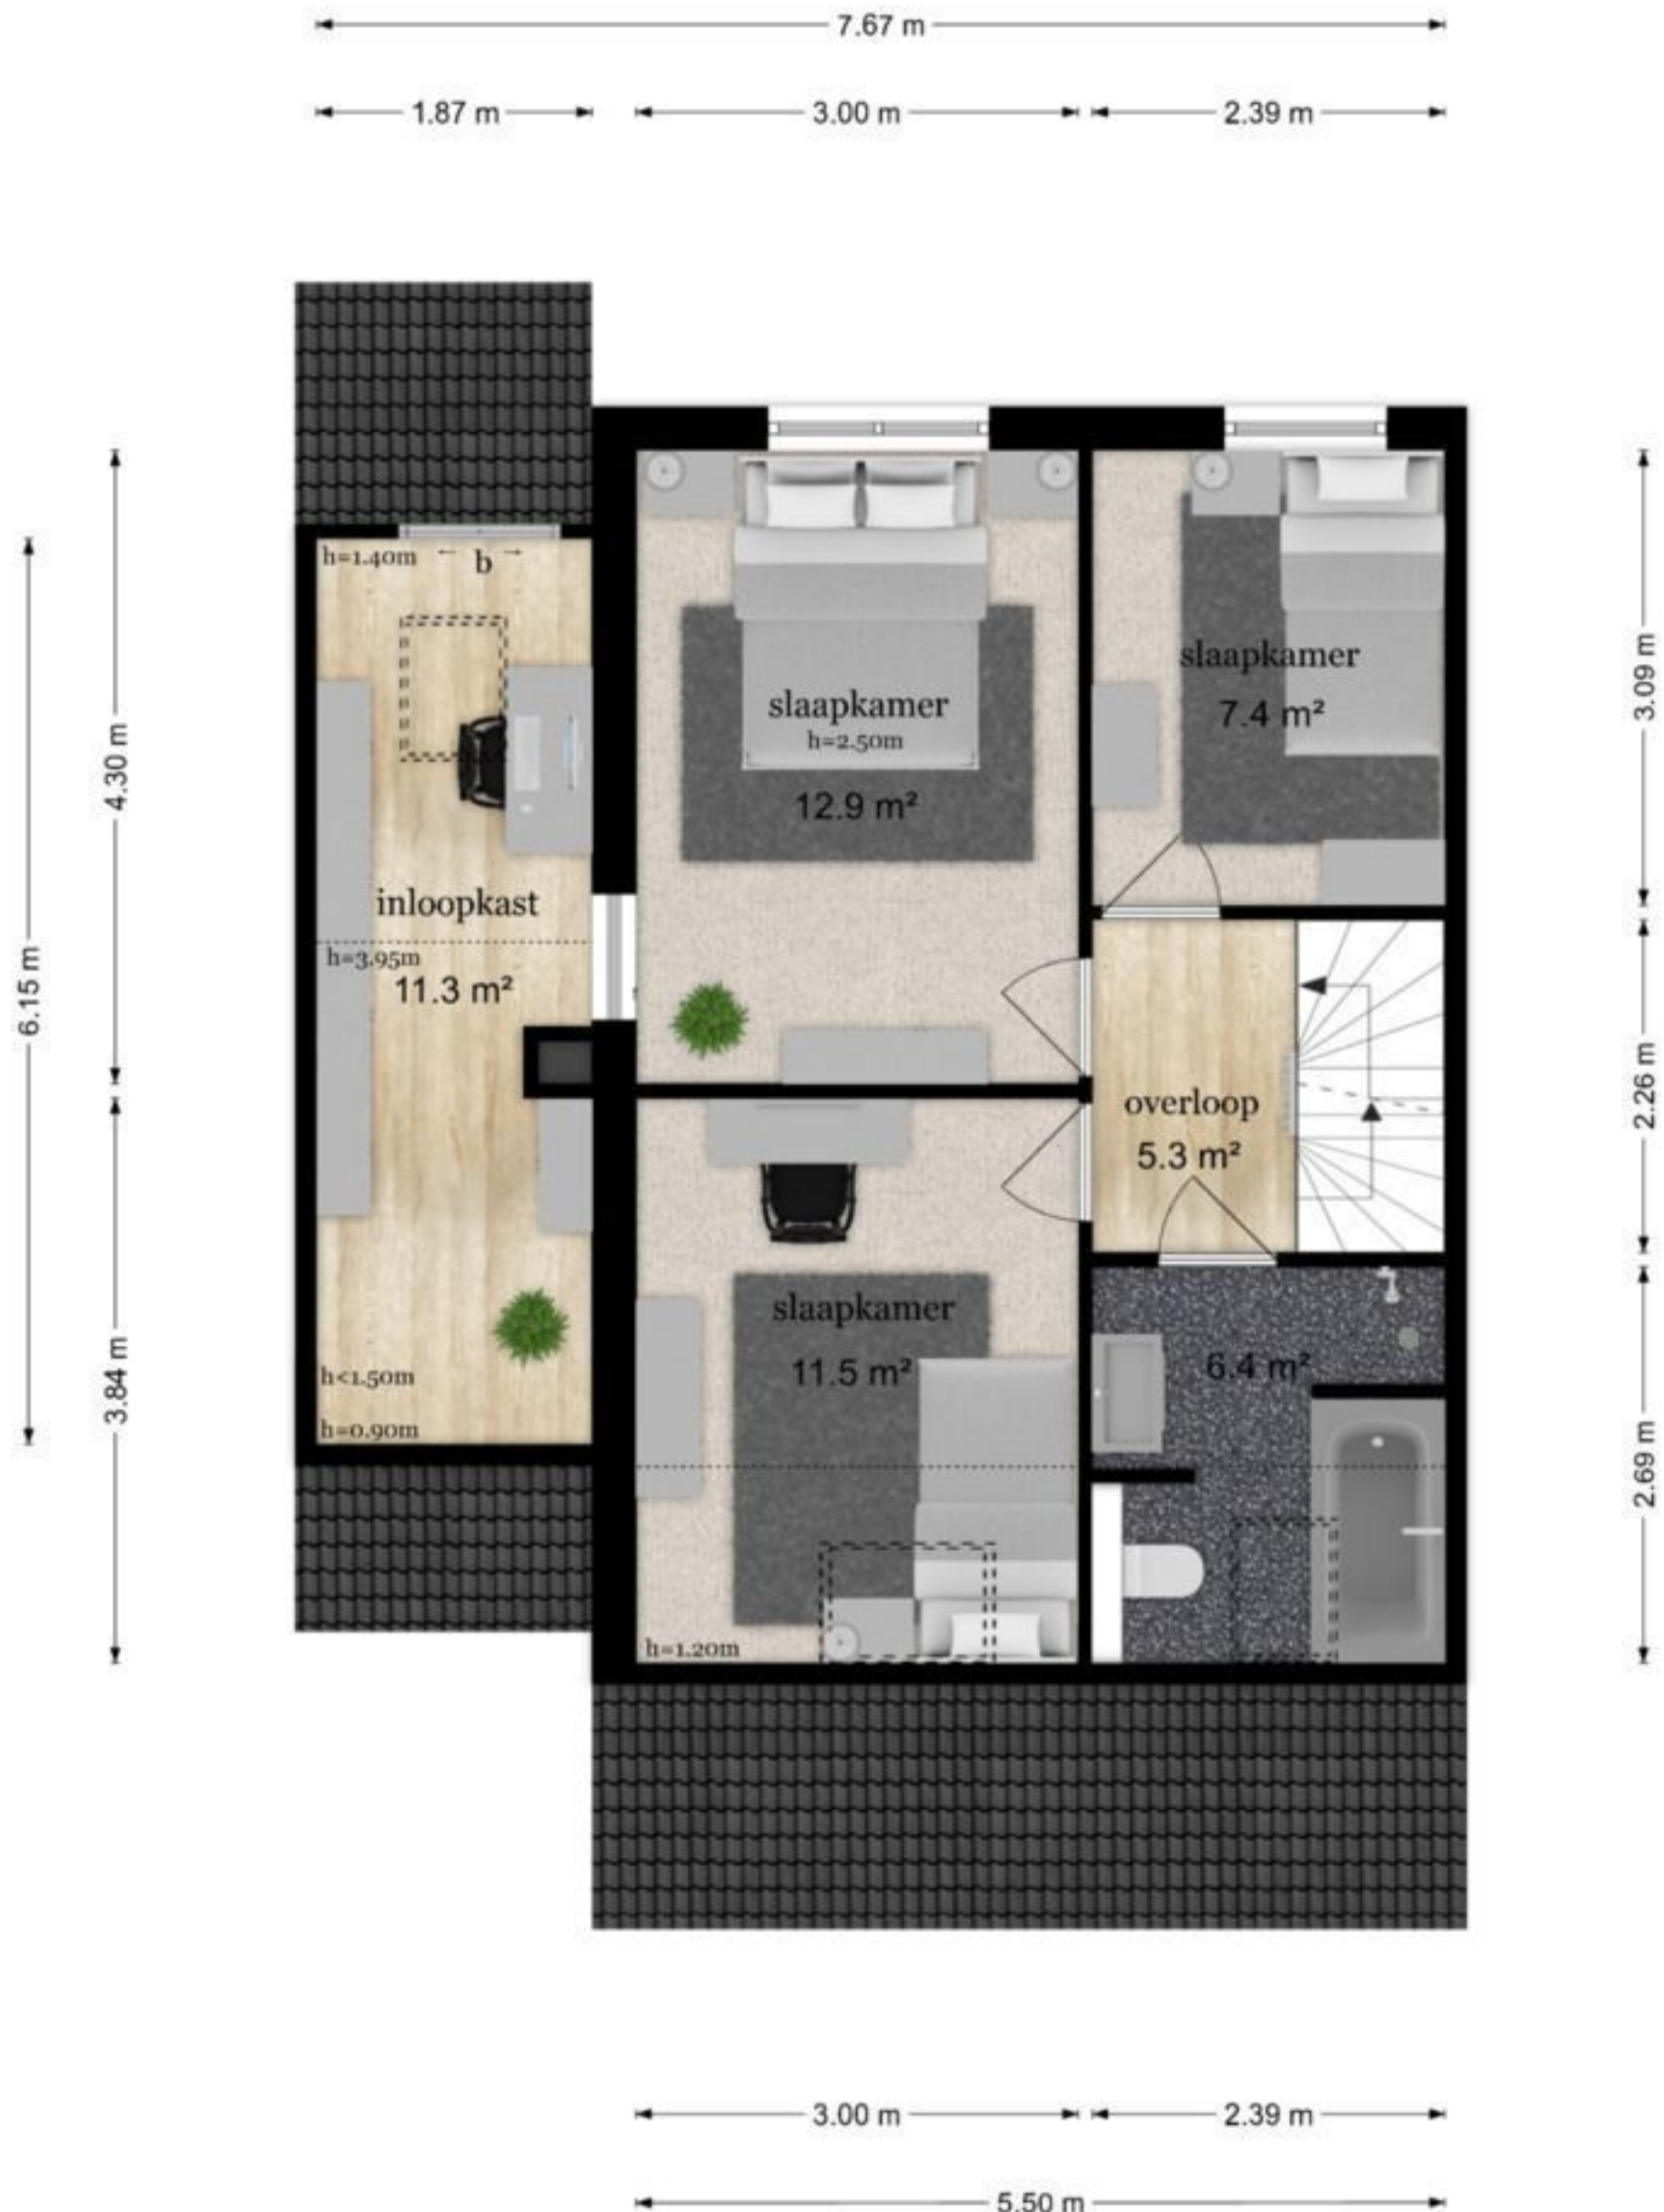 7.67 m
1.87 m
3.00 m
2.39 m
h=1.40m
b
slaapkamer
h=2.50m
12.9 m²
slaapkamer
7.4 m²
3.09 m
4.30 m
6.15 m
inloopkast
h=3.95m
11.3 m²
overloop
5.3 m²
2.26 m
3.84 m
slaapkamer
11.5 m²
6.4 m²
2.69 m
h<1.50m
h=0.90m
h=1.20m
3.00 m
2.39 m
5.50 m